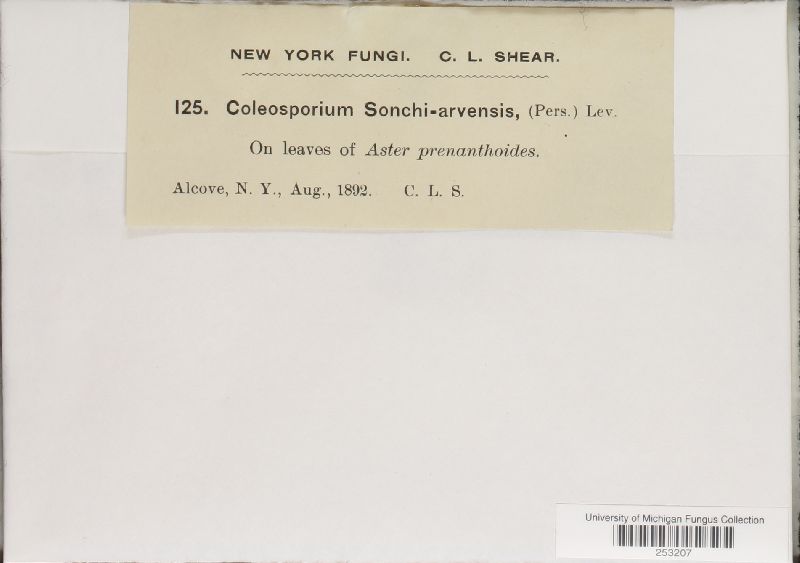 NEW YORK FUNGI. C. L. SHEAR.
125. Coleosporium Sonchi-arvensis, (Pers.) Lev.
On leaves of Aster prenanthoides.
Alcove, N. Y., Aug., 1892. C. L. S.
University of Michigan Fungus Collection
253207